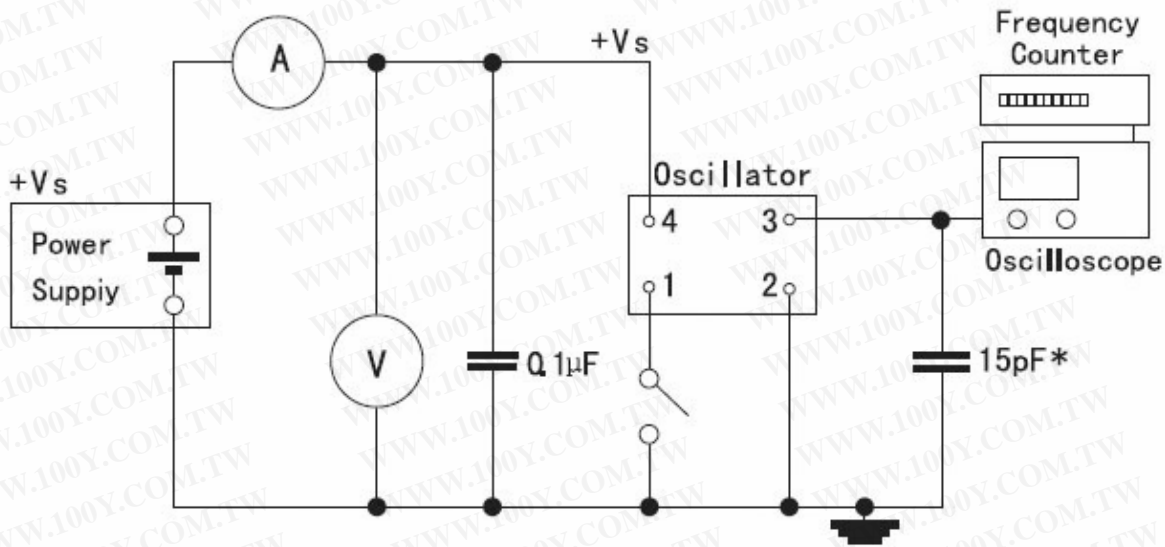 Frequency
Counter
A
+Vs
+Vs
Oscillator
Power
Suppiy
4 3
1 2
Oscilloscope
V
0.1μF
15pF*
WWW.100Y.COM.TW